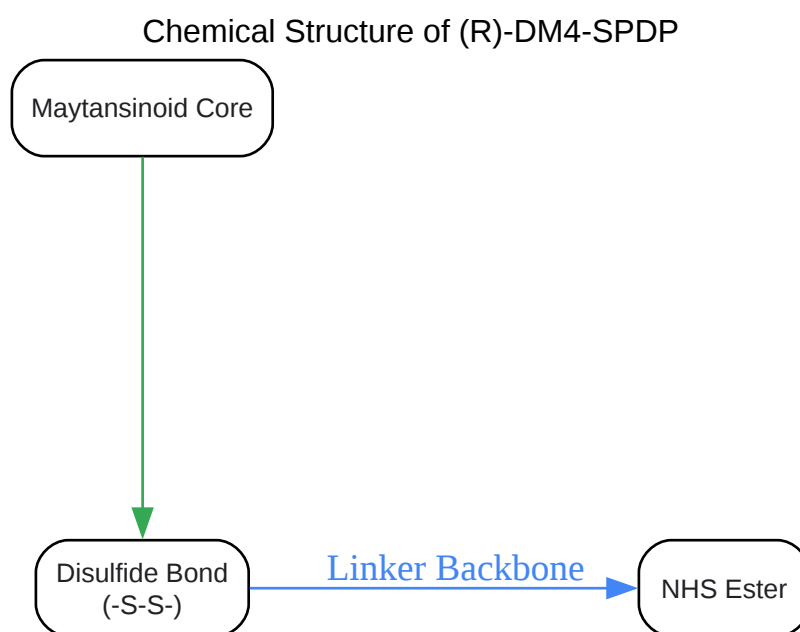 Chemical Structure of (R)-DM4-SPDP
Maytansinoid Core
Disulfide Bond
(-S-S-)
Linker Backbone
NHS Ester